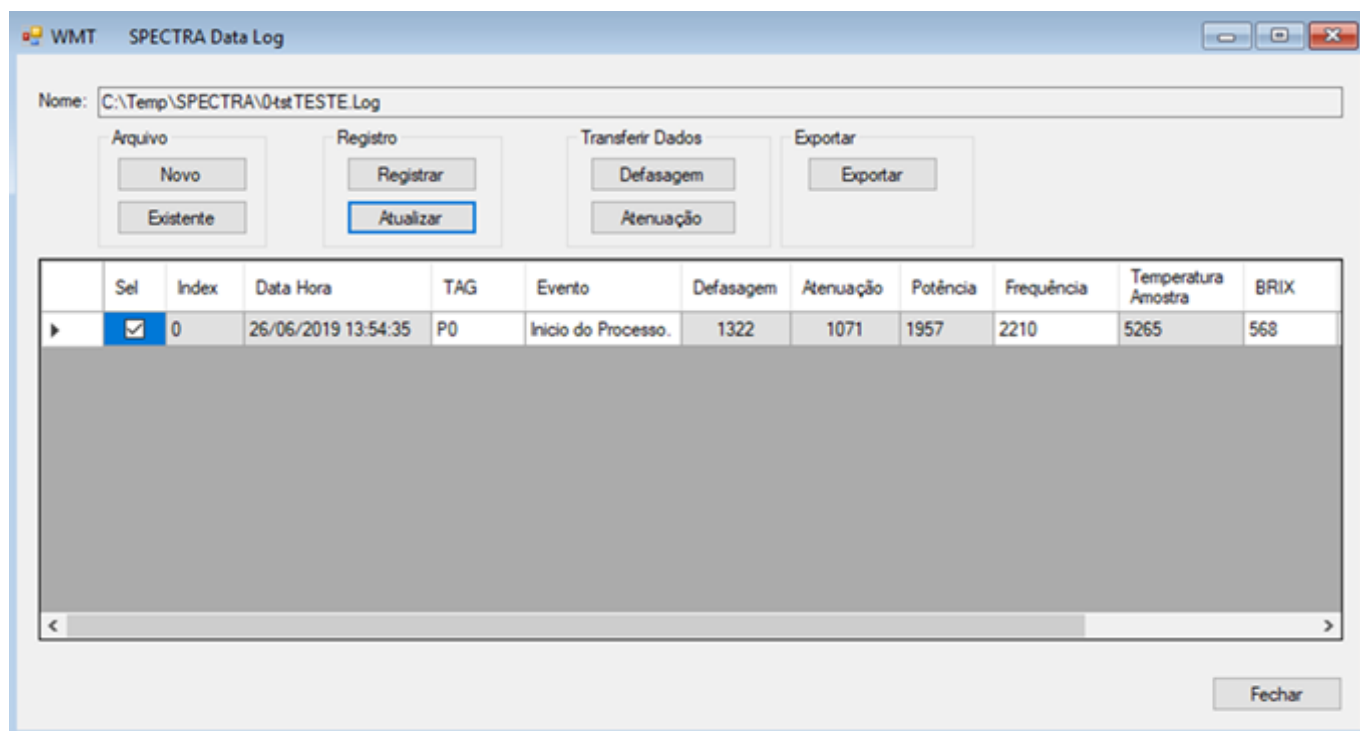 WMT SPECTRA Data Log
Nome: C:\Temp\SPECTRA\0-tstTESTE.Log
Arquivo Registro Transferir Dados Exportar
Novo Registrar Defasagem Exportar
Existente Atualizar Atenuação
Sel Index Data Hora TAG Evento Defasagem Atenuação Potência Frequência Temperatura Amostra BRIX
0 26/06/2019 13:54:35 P0 Inicio do Processo. 1322 1071 1957 2210 5265 568
Fechar